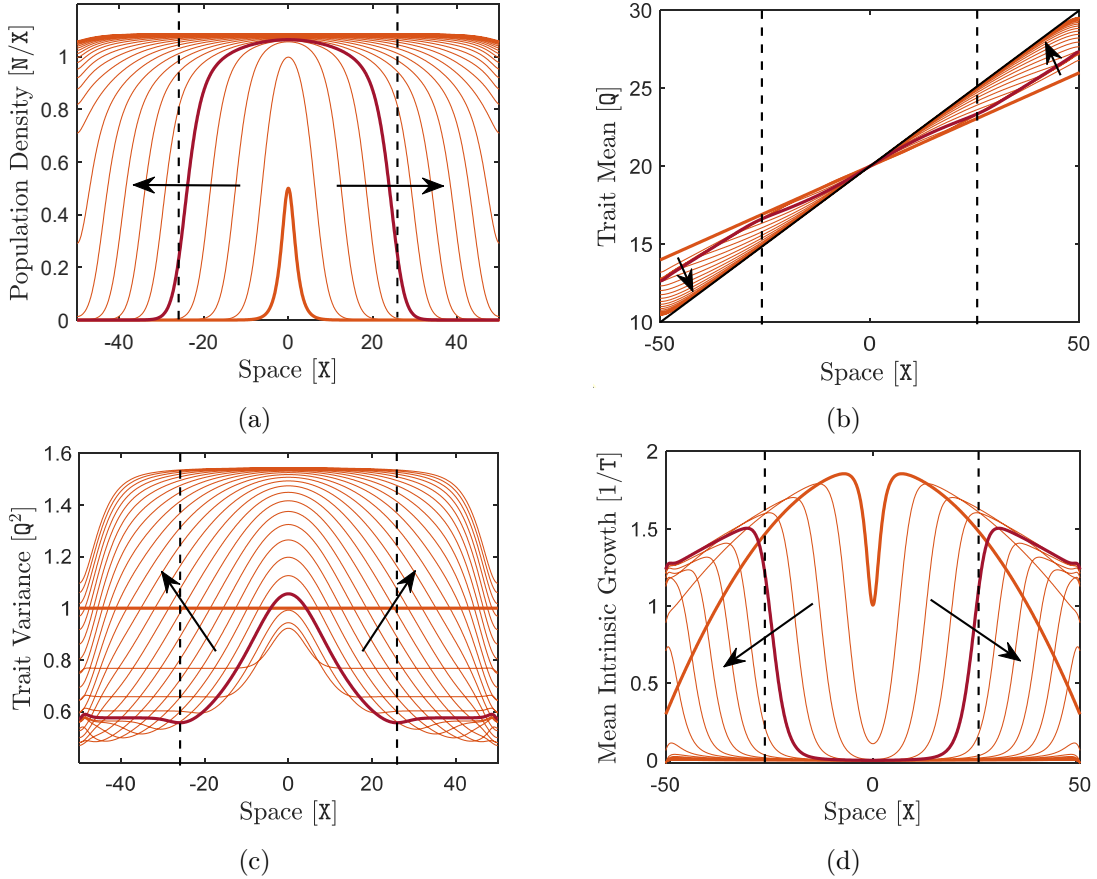 Population Density [N/X]
1
0.8
0.6
0.4
0.2
0
-40 -20 0 20 40
Space [X]
(a)
Trait Mean [Q]
30
25
20
15
10
-50 0 50
Space [X]
(b)
Trait Variance [Q²]
1.6
1.4
1.2
1
0.8
0.6
-40 -20 0 20 40
Space [X]
(c)
Mean Intrinsic Growth [1/T]
2
1.5
1
0.5
0
-50 0 50
Space [X]
(d)